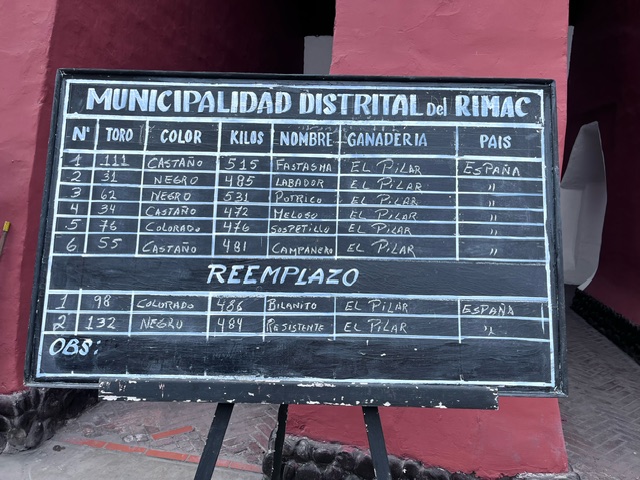 MUNICIPALIDAD DISTRITAL DEL RIMAC
Nº TORO COLOR KILOS NOMBRE GANADERIA PAIS
1 111 CASTAÑO 515 FASTASMA EL PILAR ESPAÑA
2 31 NEGRO 485 LABADOR EL PILAR "
3 62 NEGRO 531 POTRICO EL PILAR "
4 34 CASTAÑO 472 MELOSO EL PILAR "
5 76 COLORADO 476 SOSPETILLO EL PILAR "
6 55 CASTAÑO 481 CAMPANERO EL PILAR "
REEMPLAZO
1 98 COLORADO 486 BILANITO EL PILAR ESPAÑA
2 132 NEGRO 484 RESISTENTE EL PILAR "
OBS: